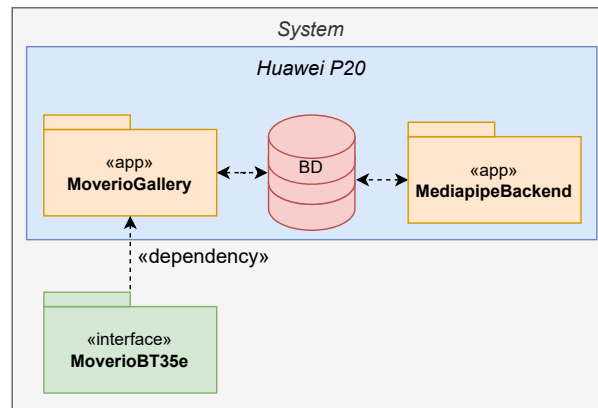 System
Huawei P20
«app»
MoverioGallery
BD
«app»
MediapipeBackend
«dependency»
«interface»
MoverioBT35e